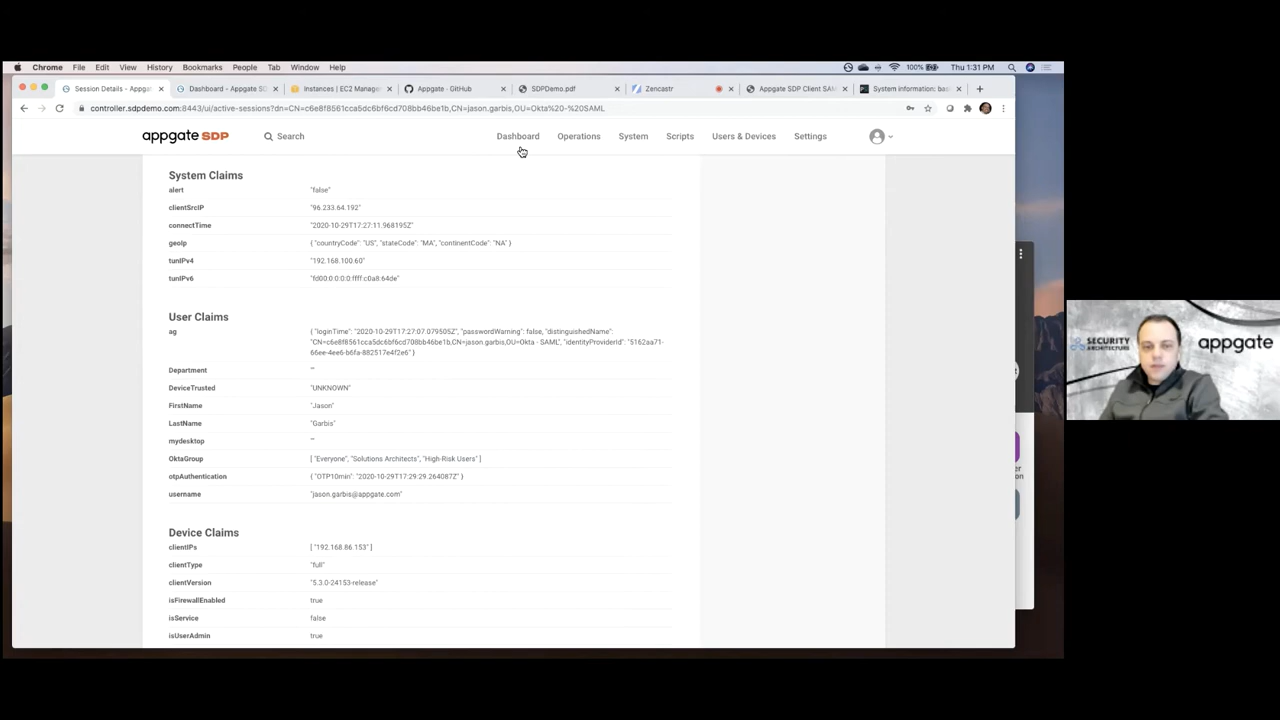 Chrome File Edit View History Bookmarks People Tab Window Help 100% Thu 1:31 PM
Session Details - Appgat Dashboard - Appgate SD Instances | EC2 Manage Appgate · GitHub SDPDemo.pdf Zencastr Appgate SDP Client SAM System information: bas
controller.sdpdemo.com:8443/ui/active-sessions?dn=CN=c6e8f8561cca5dc6bf6cd708bb46be1b,CN=jason.garbis,OU=Okta%20-%20SAML
appgate SDP Search Dashboard Operations System Scripts Users & Devices Settings
System Claims
alert "false"
clientSrcIP "96.233.64.192"
connectTime "2020-10-29T17:27:11.968195Z"
geoIp { "countryCode": "US", "stateCode": "MA", "continentCode": "NA" }
tunIPv4 "192.168.100.60"
tunIPv6 "fd00:0:0:0:ffff:c0a8:64de"
User Claims
ag { "loginTime": "2020-10-29T17:27:07.079505Z", "passwordWarning": false, "distinguishedName":
"CN=c6e8f8561cca5dc6bf6cd708bb46be1b,CN=jason.garbis,OU=Okta - SAML", "identityProviderId": "5162aa71-
66ee-4ee6-b6fa-882517e4f2e6" }
Department ""
DeviceTrusted "UNKNOWN"
FirstName "Jason"
LastName "Garbis"
mydesktop ""
OktaGroup [ "Everyone", "Solutions Architects", "High-Risk Users" ]
otpAuthentication { "OTP10min": "2020-10-29T17:29:29.264087Z" }
username "jason.garbis@appgate.com"
Device Claims
clientIPs [ "192.168.86.153" ]
clientType "full"
clientVersion "5.3.0-24153-release"
isFirewallEnabled true
isService false
isUserAdmin true
SECURITY
ARCHITECTURE
appgate